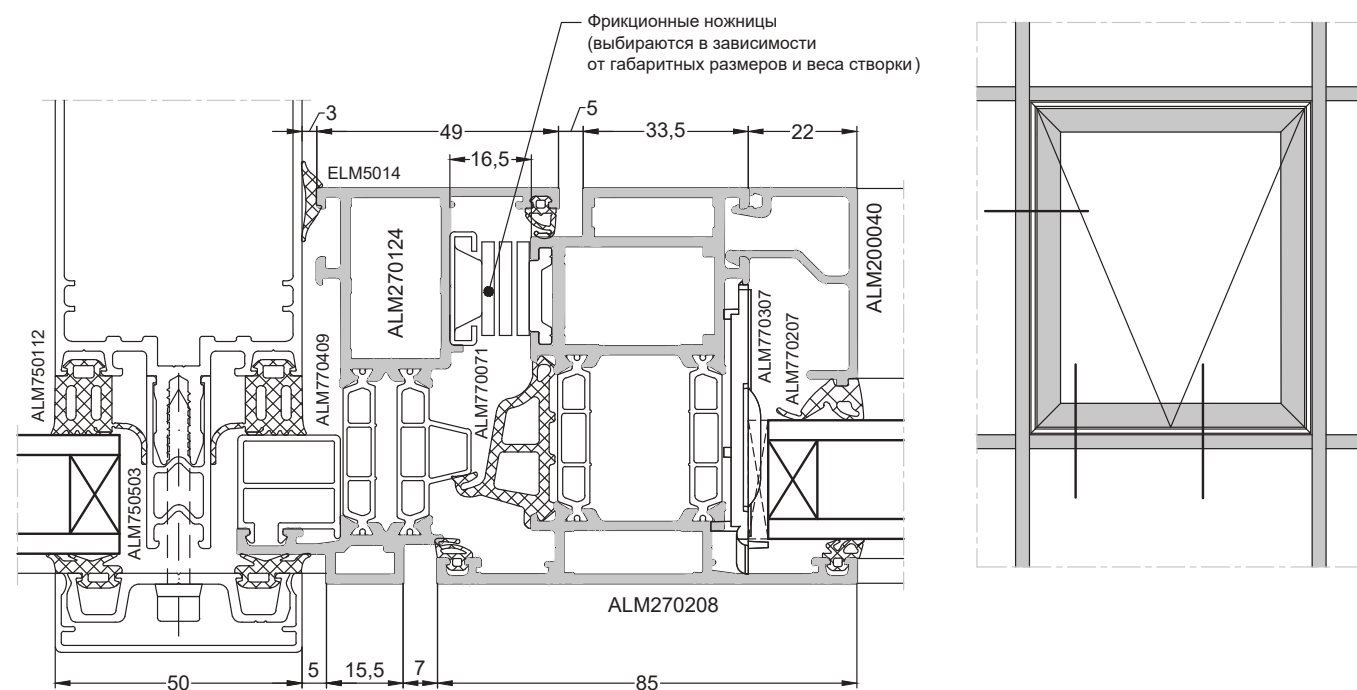 Фрикционные ножницы
(выбираются в зависимости
от габаритных размеров и веса створки)
3
49
5
33,5
22
16,5
ELM5014
ALM270124
ALM200040
ALM750112
ALM770409
ALM770071
ALM770307
ALM770207
ALM750503
ALM270208
50
5
15,5
7
85